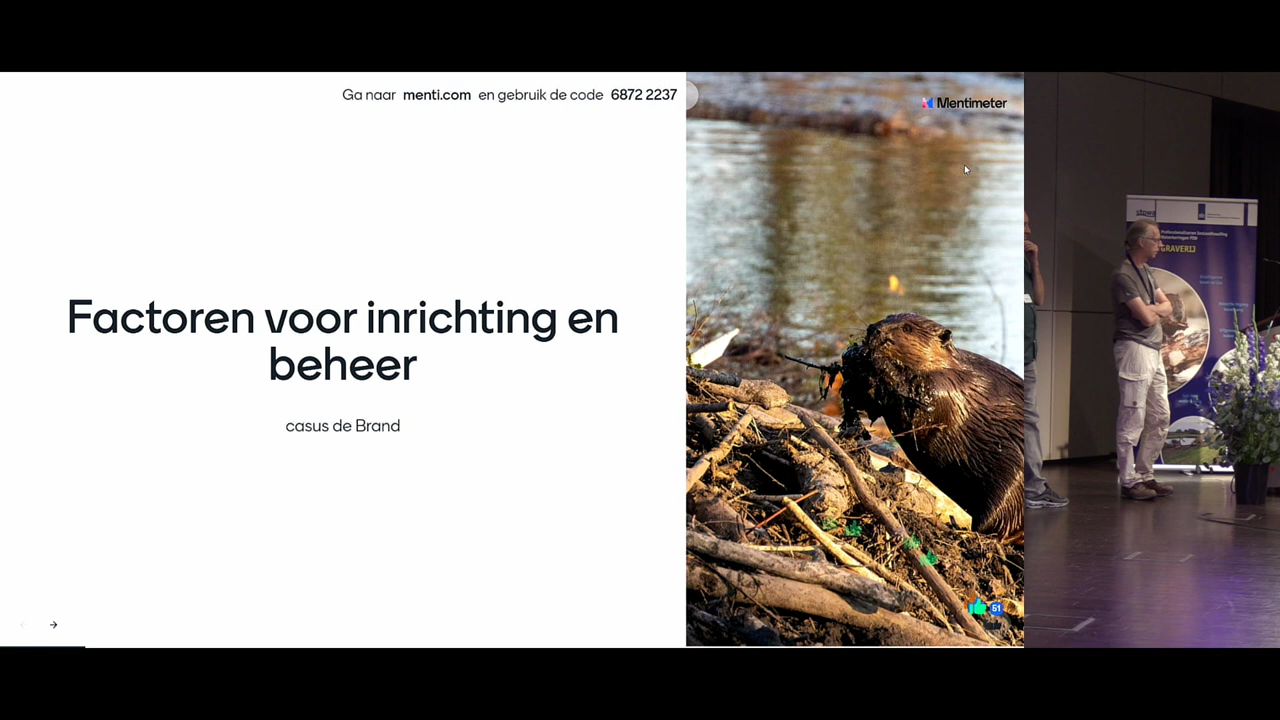 Ga naar menti.com en gebruik de code 6872 2237
Mentimeter
Factoren voor inrichting en
beheer
casus de Brand
51
GRAVERIJ